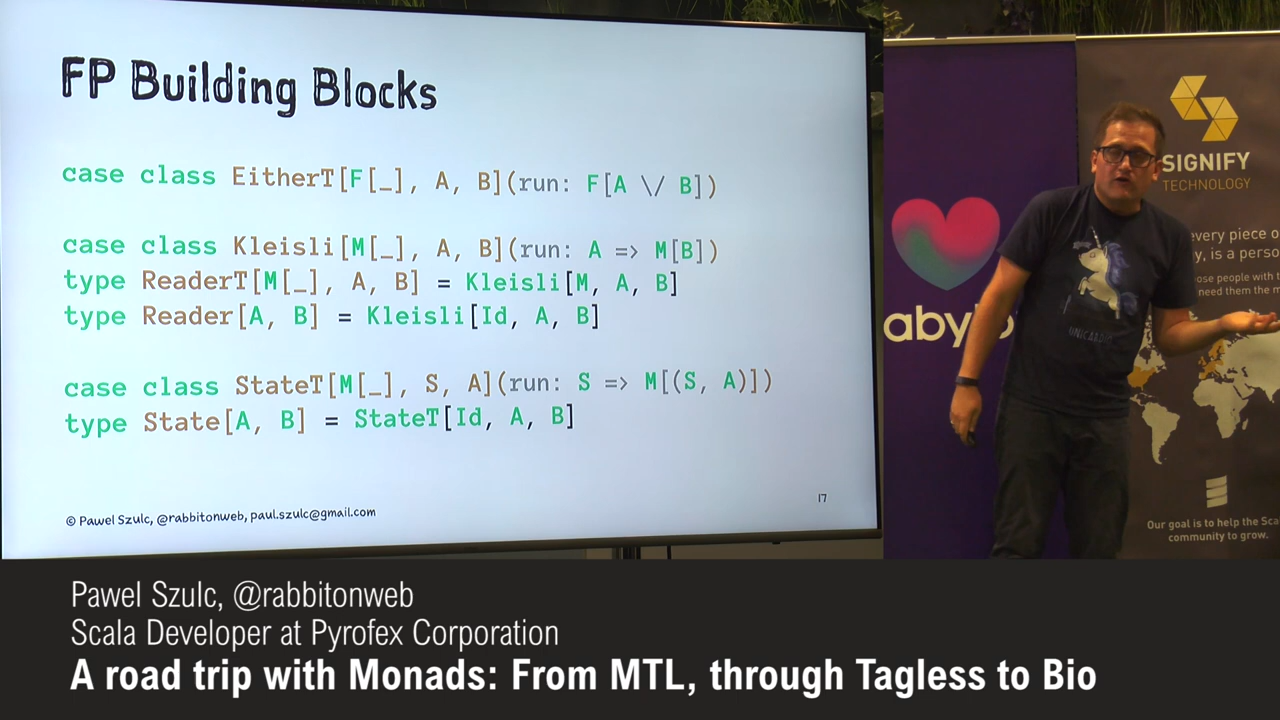 FP Building Blocks
case class EitherT[F[_], A, B](run: F[A \/ B])
case class Kleisli[M[_], A, B](run: A => M[B])
type ReaderT[M[_], A, B] = Kleisli[M, A, B]
type Reader[A, B] = Kleisli[Id, A, B]
case class StateT[M[_], S, A](run: S => M[(S, A)])
type State[A, B] = StateT[Id, A, B]
17
© Pawel Szulc, @rabbitonweb, paul.szulc@gmail.com
SIGNIFY
TECHNOLOGY
every piece
is a
ose people with
need them the
Our goal is to help the
community to grow.
Pawel Szulc, @rabbitonweb
Scala Developer at Pyrofex Corporation
A road trip with Monads: From MTL, through Tagless to Bio